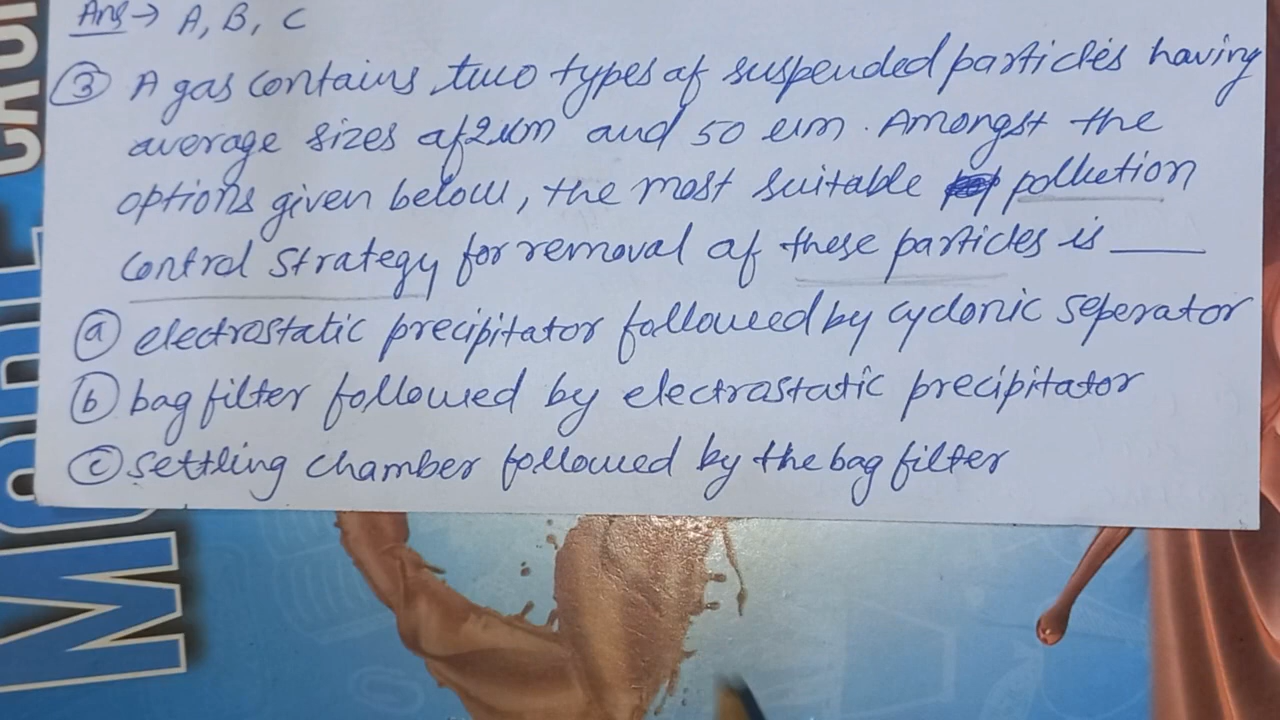 Ans → A, B, C
③ A gas contains two types of suspended particles having
average sizes of 2 um and 50 um. Amongst the
options given below, the most suitable pollution
control strategy for removal of these particles is ____
ⓐ electrostatic precipitator followed by cyclonic seperator
ⓑ bag filter followed by electrostatic precipitator
ⓒ settling chamber followed by the bag filter